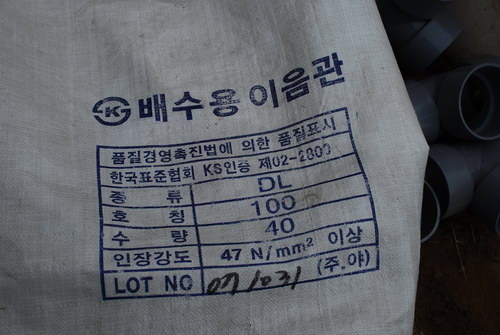 K 배수용 이음관
품질경영촉진법에 의한 품질표시
한국표준협회 KS인증 제02-2800
종 류 DL
호 칭 100
수 량 40
인장강도 47 N/mm² 이상
LOT NO 071031 (주.야)